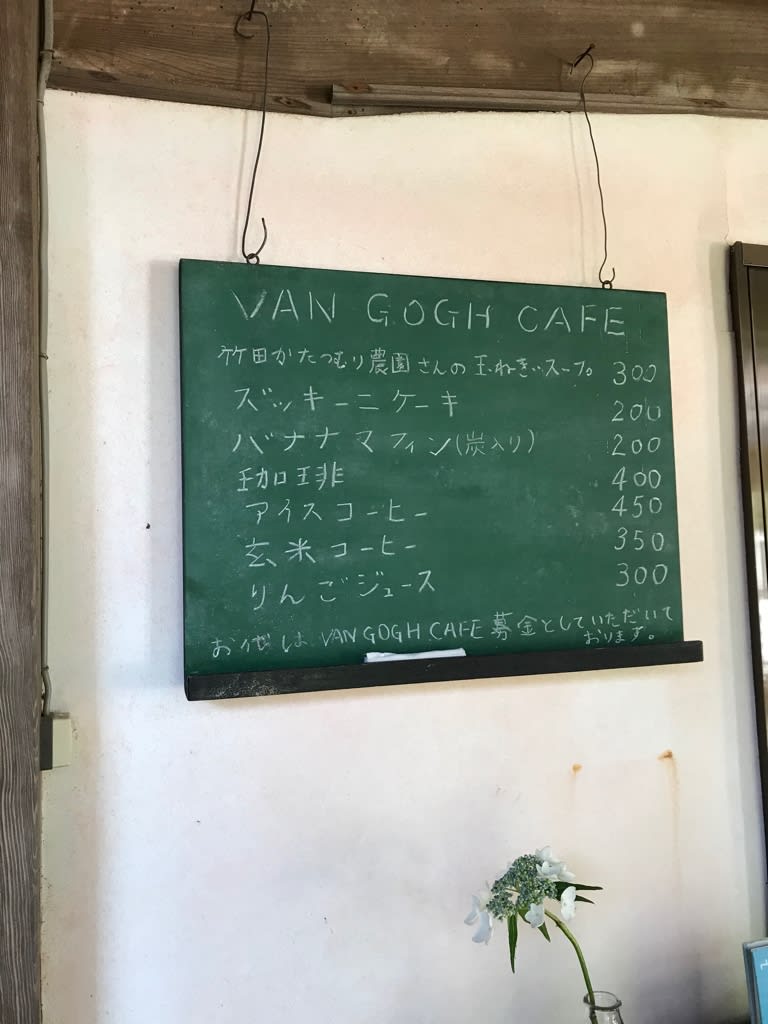 VAN GOGH CAFE
竹田かたつむり農園さんの玉ねぎスープ 300
ズッキーニケーキ 200
バナナマフィン(炭入り) 200
珈琲 400
アイスコーヒー 450
玄米コーヒー 350
りんごジュース 300
お代は VAN GOGH CAFE 募金としていただいて
おります。